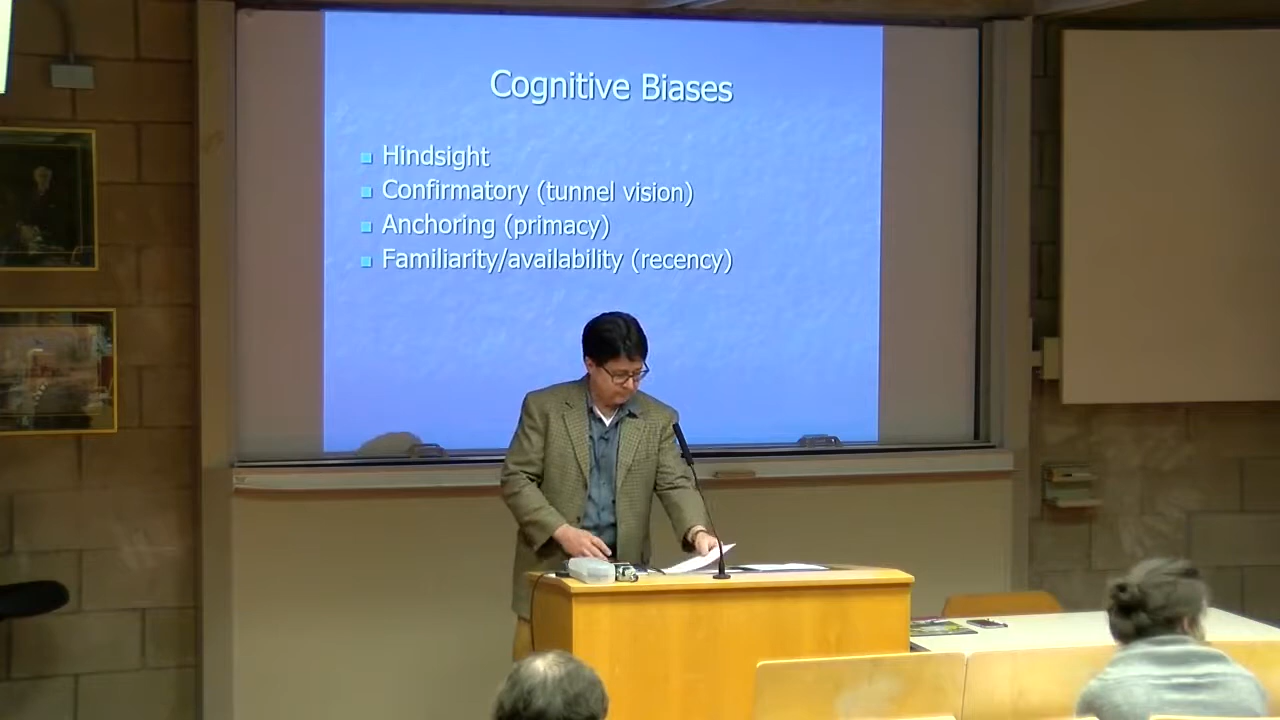 Cognitive Biases
Hindsight
Confirmatory (tunnel vision)
Anchoring (primacy)
Familiarity/availability (recency)